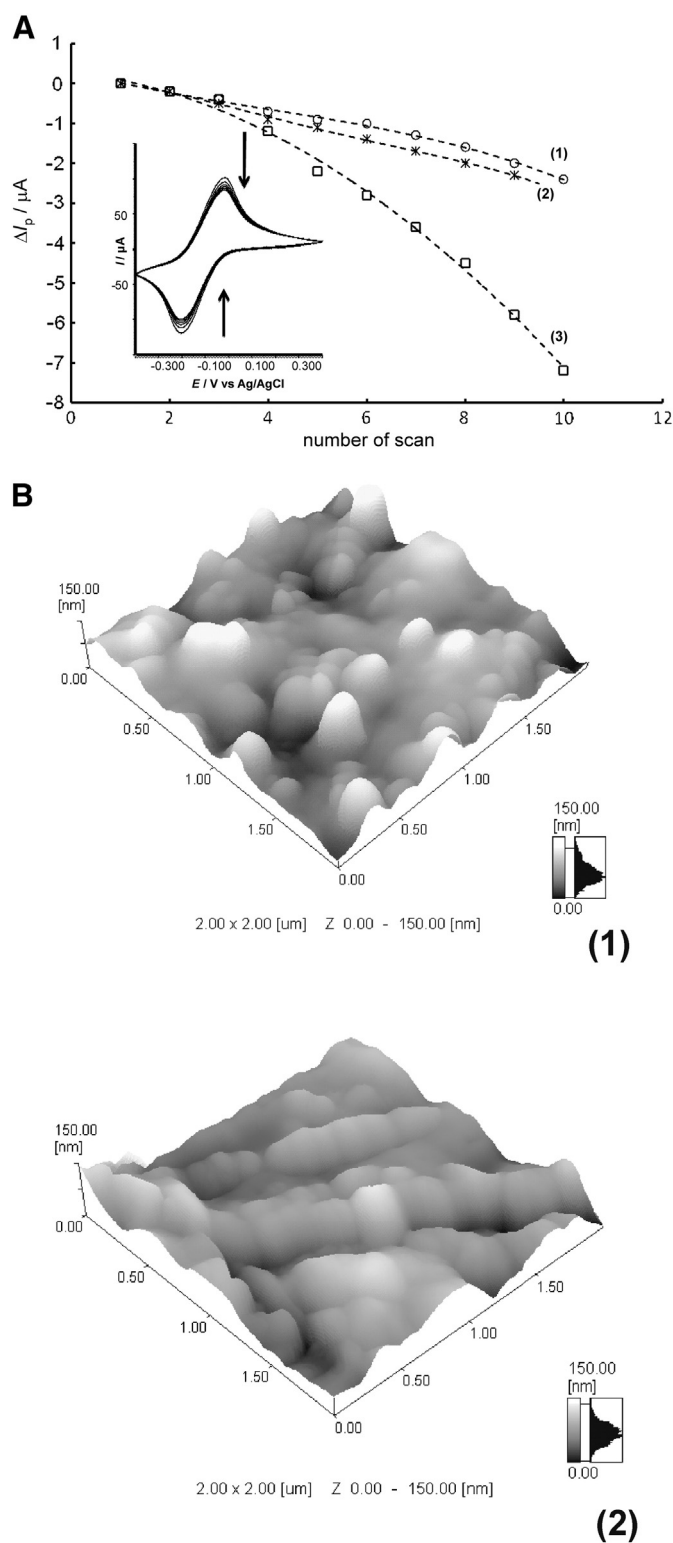 A
1
0
-1
-2
-3
-4
-5
-6
-7
-8
ΔIp / μA
0 2 4 6 8 10 12
number of scan
(1)
(2)
(3)
50
-50
I / μA
-0.300 -0.100 0.100 0.300
E / V vs Ag/AgCl
B
150.00
[nm]
0.00
0.50
1.00
1.50
0.00
0.50
1.00
1.50
150.00
[nm]
0.00
2.00 x 2.00 [um] Z 0.00 - 150.00 [nm]
(1)
150.00
[nm]
0.00
0.50
1.00
1.50
0.00
0.50
1.00
1.50
150.00
[nm]
0.00
2.00 x 2.00 [um] Z 0.00 - 150.00 [nm]
(2)